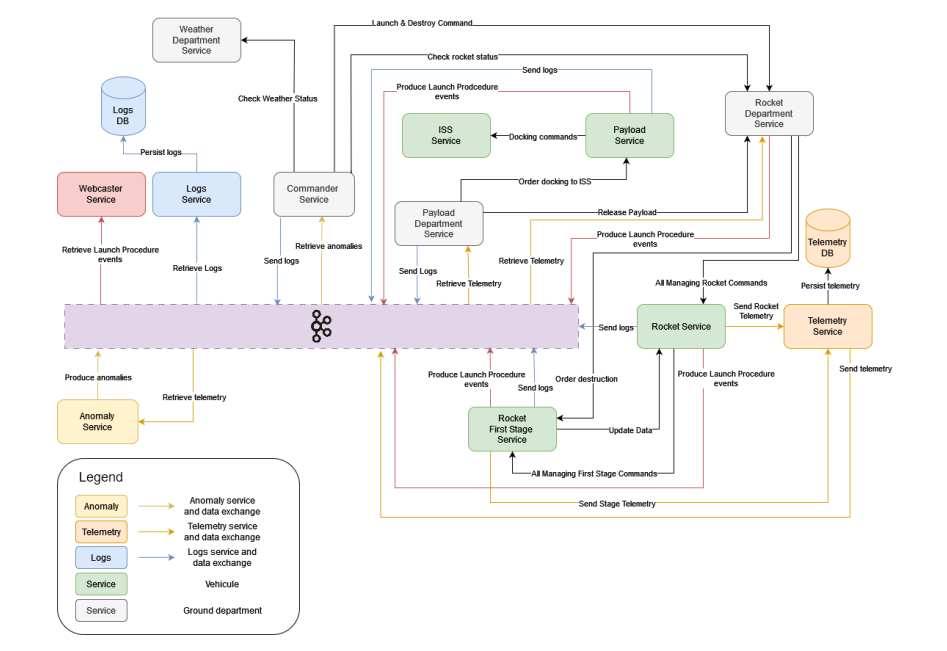 Launch & Destroy Command
Weather
Department
Service
Check rocket status
Send logs
Produce Launch Prodcedure
events
Check Weather Status
Logs
DB
Rocket
Department
Service
ISS
Service
Docking commands
Payload
Service
Persist logs
Order docking to ISS
Webcaster
Service
Logs
Service
Commander
Service
Payload
Department
Service
Release Payload
Produce Launch Procedure
events
Telemetry
DB
Retrieve Launch Procedure
events
Retrieve Logs
Send logs
Retrieve anomalies
Send Logs
Retrieve Telemetry
Retrieve Telemetry
All Managing Rocket Commands
Persist telemetry
Send Rocket
Telemetry
Send logs
Rocket Service
Telemetry
Service
Produce anomalies
Retrieve telemetry
Produce Launch Procedure
events
Send logs
Order destruction
Produce Launch Procedure
events
Send telemetry
Anomaly
Service
Rocket
First Stage
Service
Update Data
All Managing First Stage Commands
Send Stage Telemetry
Legend
Anomaly
Anomaly service
and data exchange
Telemetry
Telemetry service
and data exchange
Logs
Logs service and
data exchange
Service
Vehicule
Service
Ground department